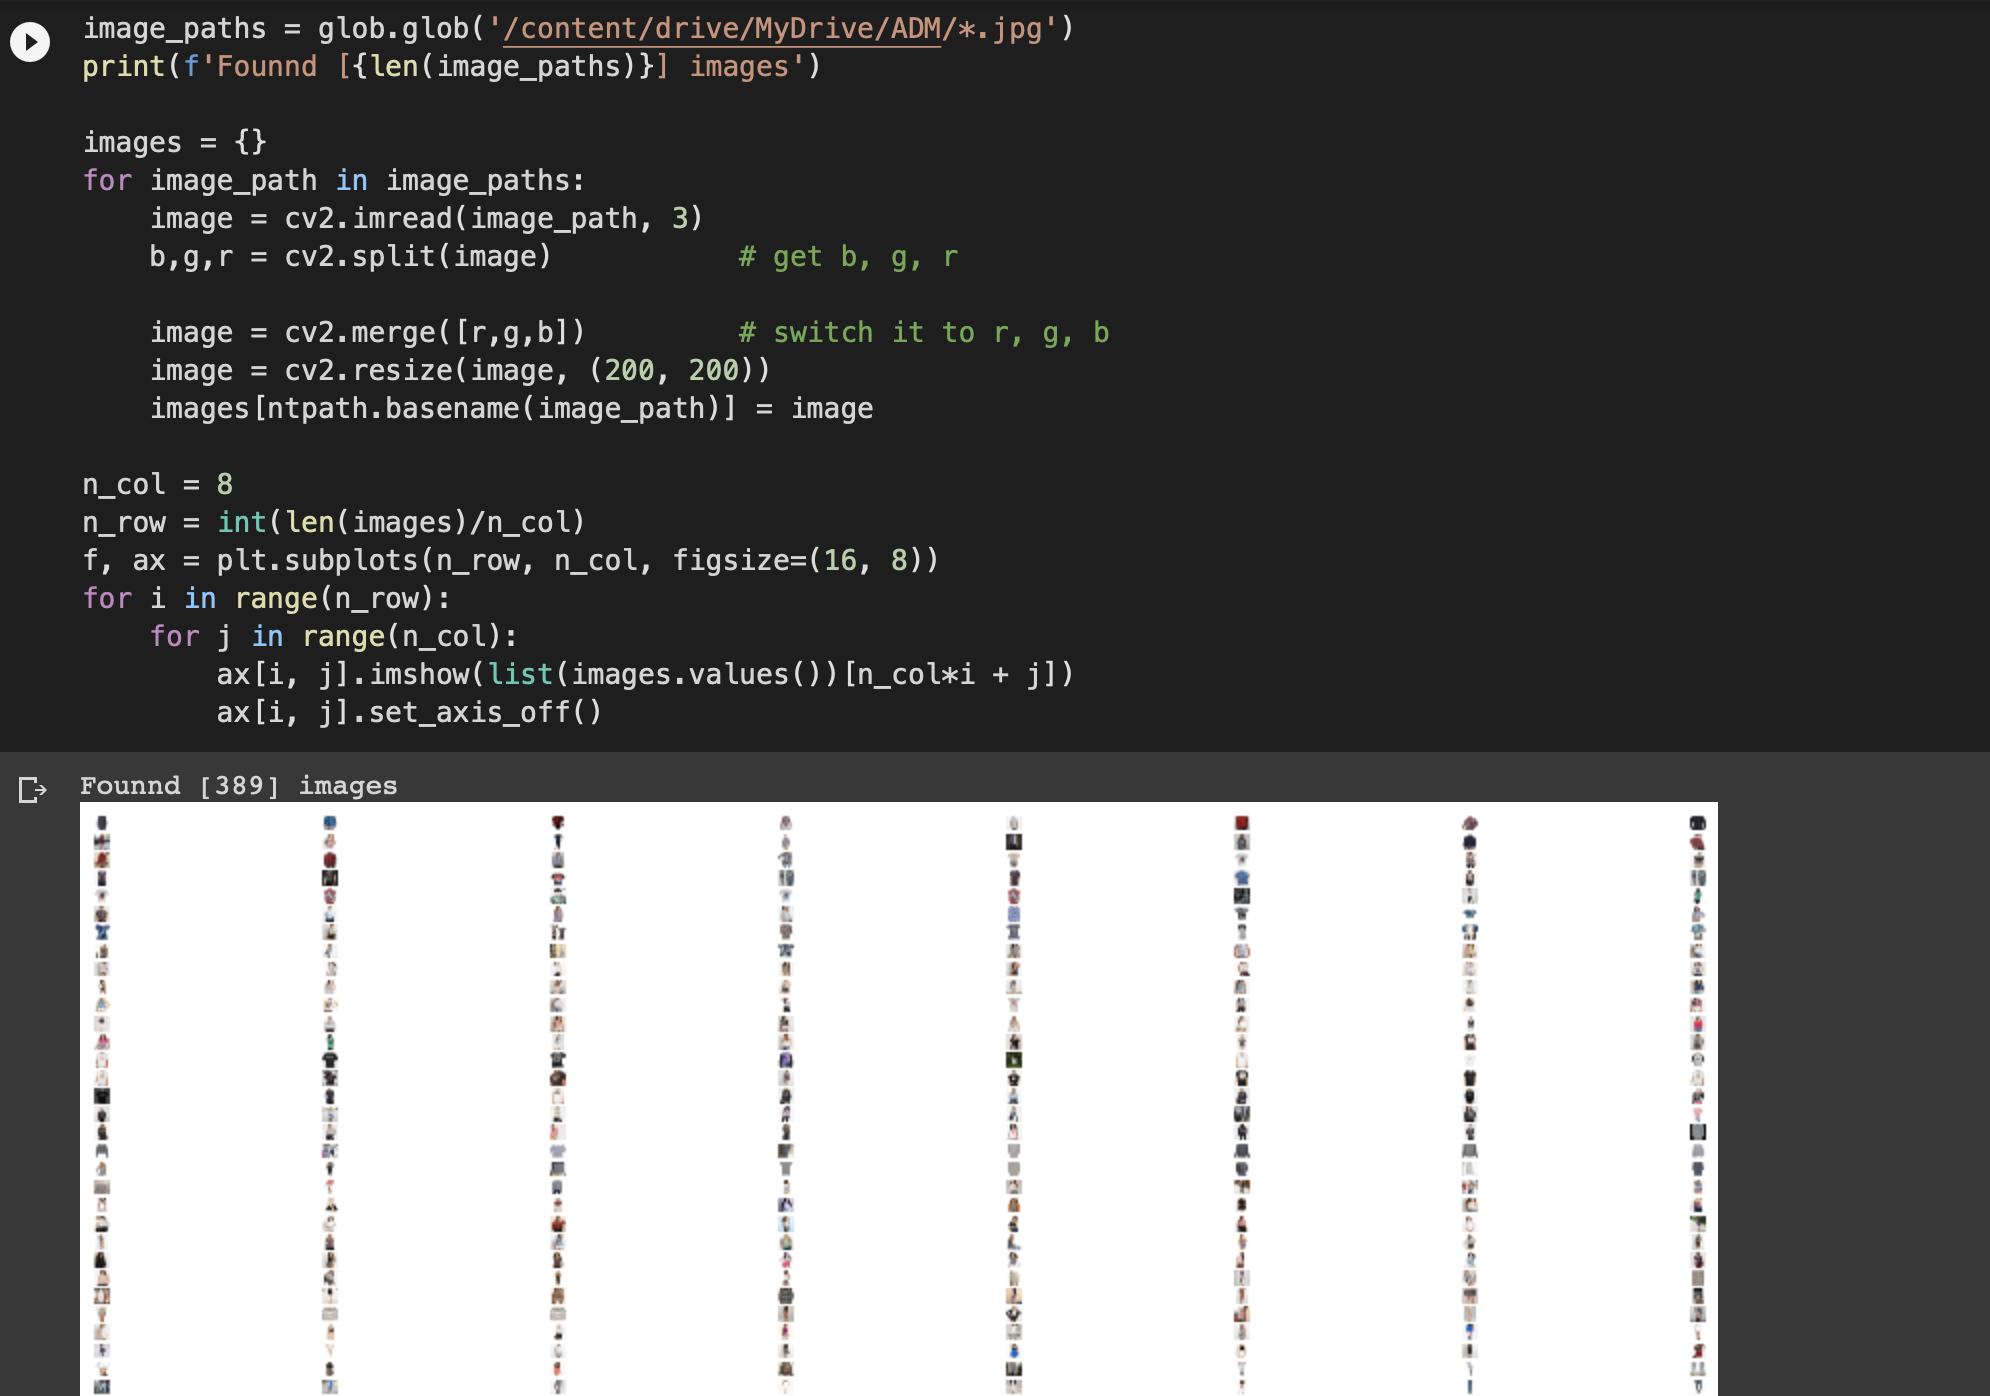 image_paths = glob.glob('/content/drive/MyDrive/ADM/*.jpg')
print(f'Founnd [{len(image_paths)}] images')
images = {}
for image_path in image_paths:
    image = cv2.imread(image_path, 3)
    b,g,r = cv2.split(image)           # get b, g, r
    image = cv2.merge([r,g,b])         # switch it to r, g, b
    image = cv2.resize(image, (200, 200))
    images[ntpath.basename(image_path)] = image
n_col = 8
n_row = int(len(images)/n_col)
f, ax = plt.subplots(n_row, n_col, figsize=(16, 8))
for i in range(n_row):
    for j in range(n_col):
        ax[i, j].imshow(list(images.values())[n_col*i + j])
        ax[i, j].set_axis_off()
Founnd [389] images